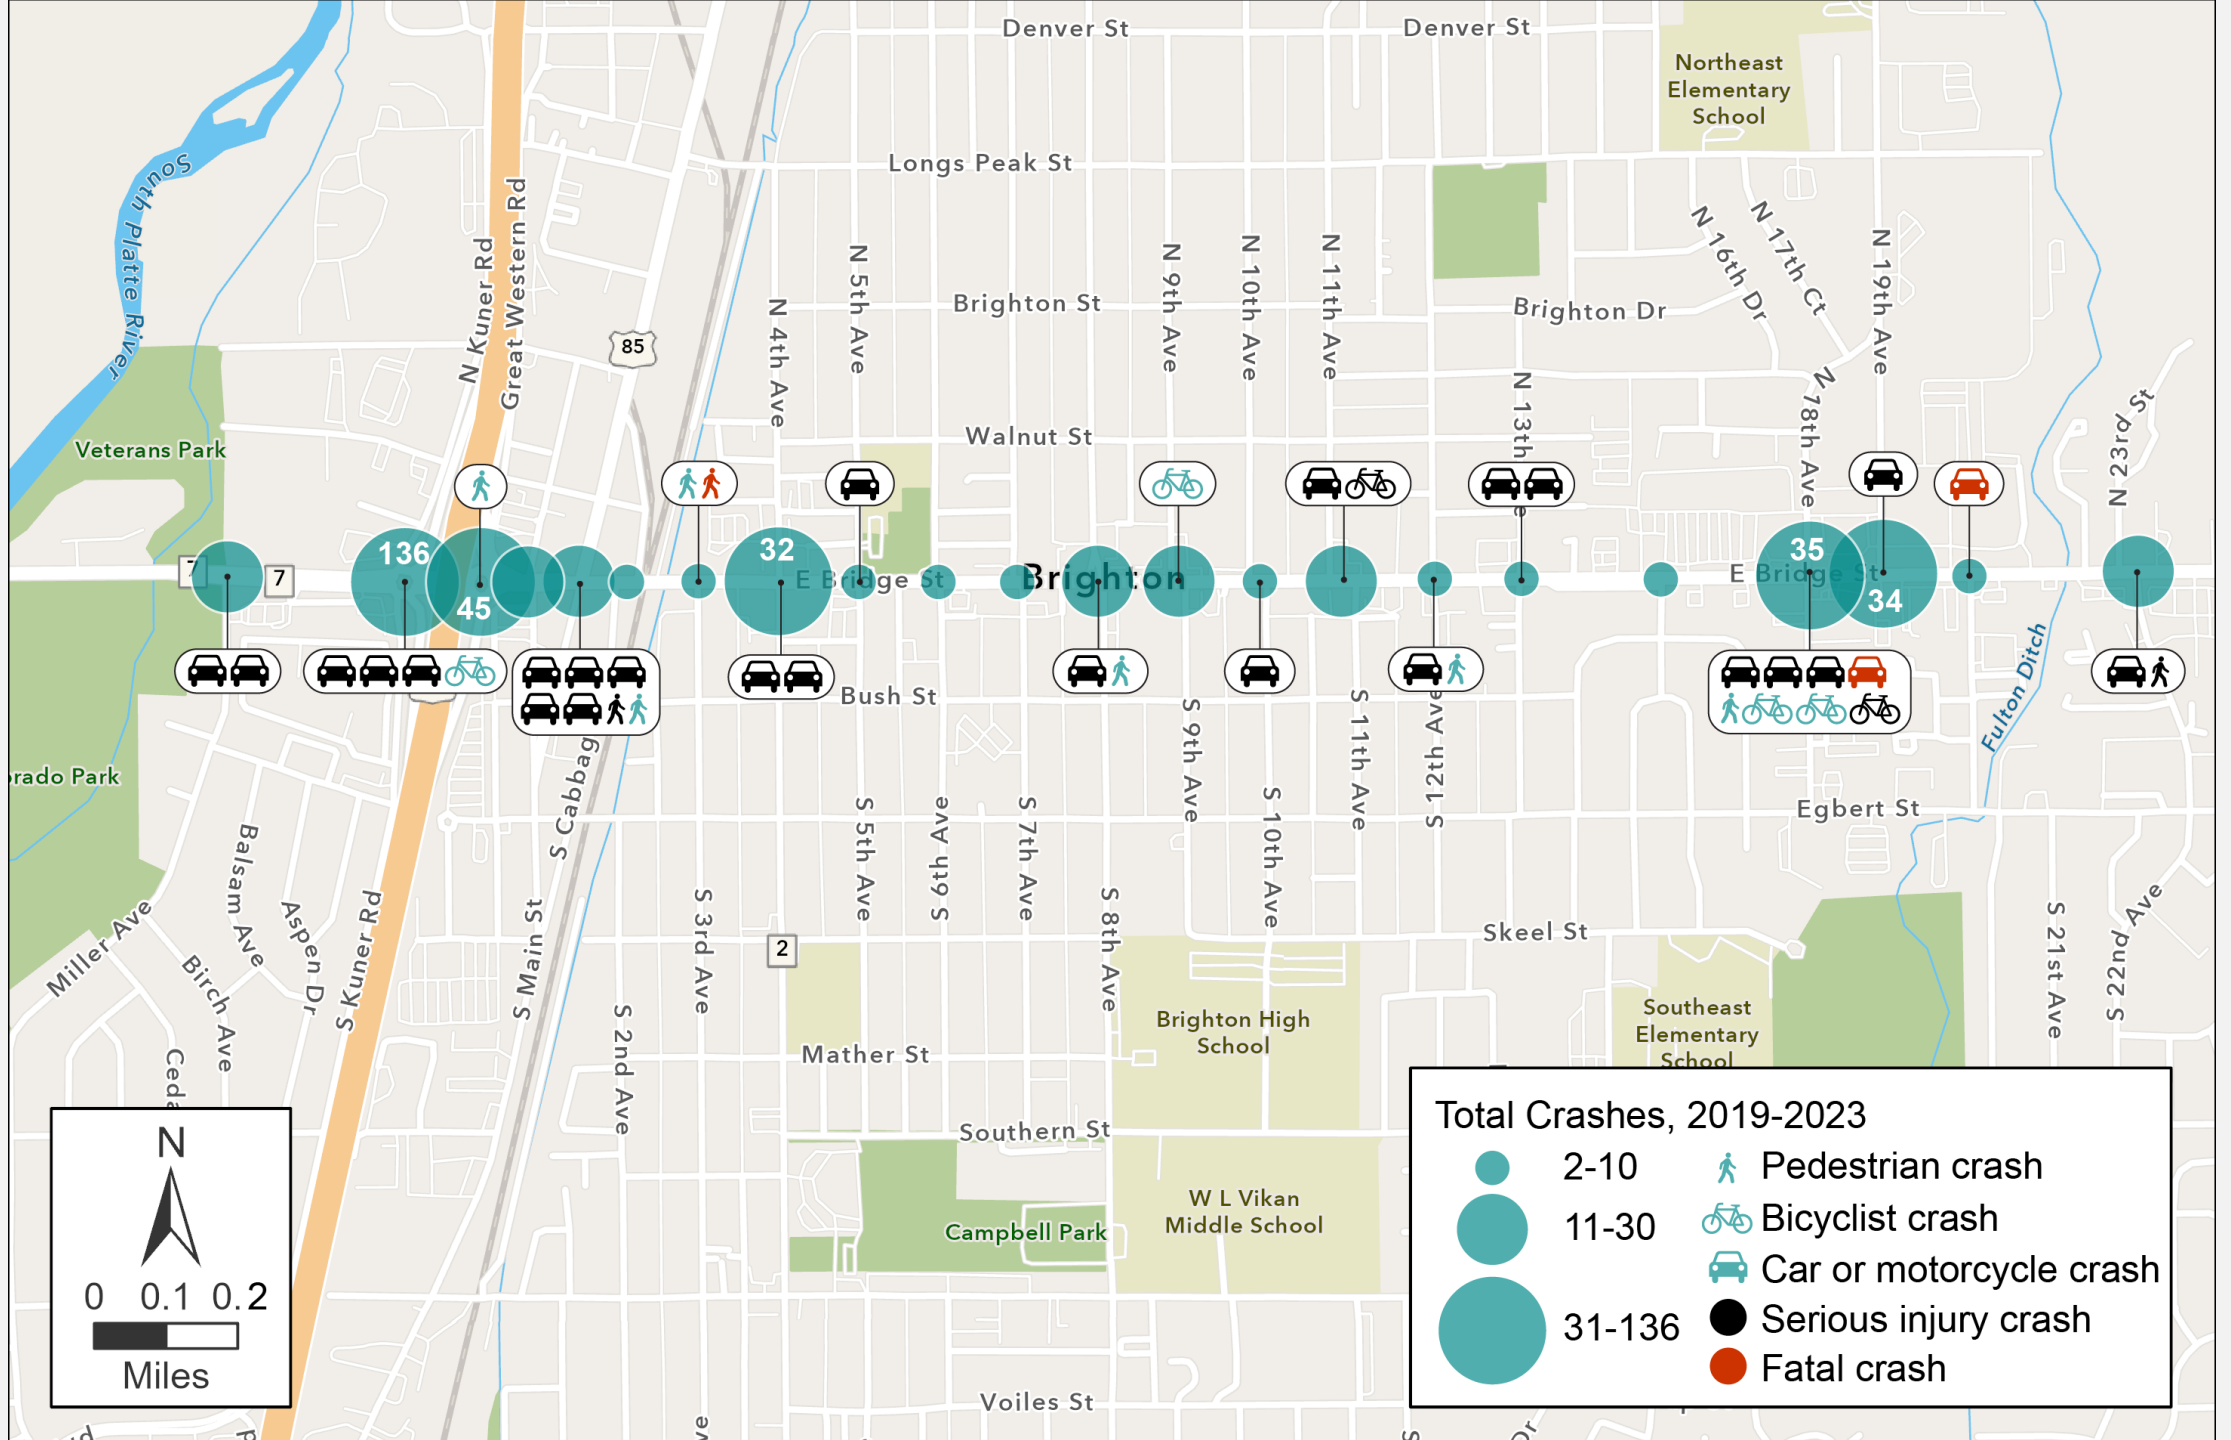 Denver St
Denver St
Northeast
Elementary
School
Longs Peak St
South Platte River
N Kuner Rd
Great Western Rd
85
N 4th Ave
N 5th Ave
Brighton St
N 9th Ave
N 10th Ave
N 11th Ave
Brighton Dr
N 16th Dr
N 17th Ct
N 19th Ave
N 18th Ave
N 13th
N 23rd St
Walnut St
Veterans Park
7
7
136
45
32
E Bridge St
Brighton
35
34
E Bridge St
Bush St
Fulton Ditch
orado Park
S Cabbag
S 5th Ave
S 6th Ave
S 7th Ave
S 9th Ave
S 10th Ave
S 11th Ave
S 12th Ave
Egbert St
Miller Ave
Balsam Ave
Aspen Dr
Birch Ave
Ceda
S Kuner Rd
S Main St
S 2nd Ave
S 3rd Ave
2
S 8th Ave
Skeel St
S 21st Ave
S 22nd Ave
Brighton High
School
Southeast
Elementary
School
Mather St
Southern St
Campbell Park
W L Vikan
Middle School
Voiles St
N
0 0.1 0.2
Miles
Total Crashes, 2019-2023
2-10
11-30
31-136
Pedestrian crash
Bicyclist crash
Car or motorcycle crash
Serious injury crash
Fatal crash